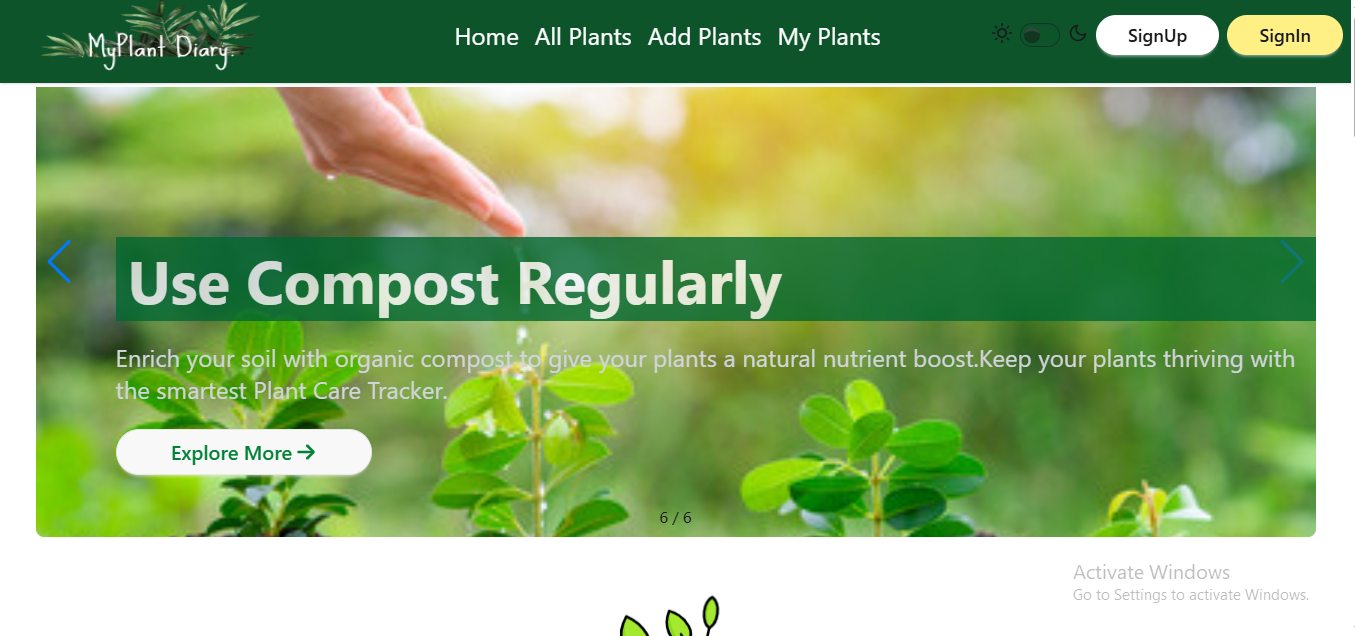 MyPlant Diary.
Home All Plants Add Plants My Plants
SignUp SignIn
Use Compost Regularly
Enrich your soil with organic compost to give your plants a natural nutrient boost.Keep your plants thriving with
the smartest Plant Care Tracker.
Explore More
6 / 6
Activate Windows
Go to Settings to activate Windows.